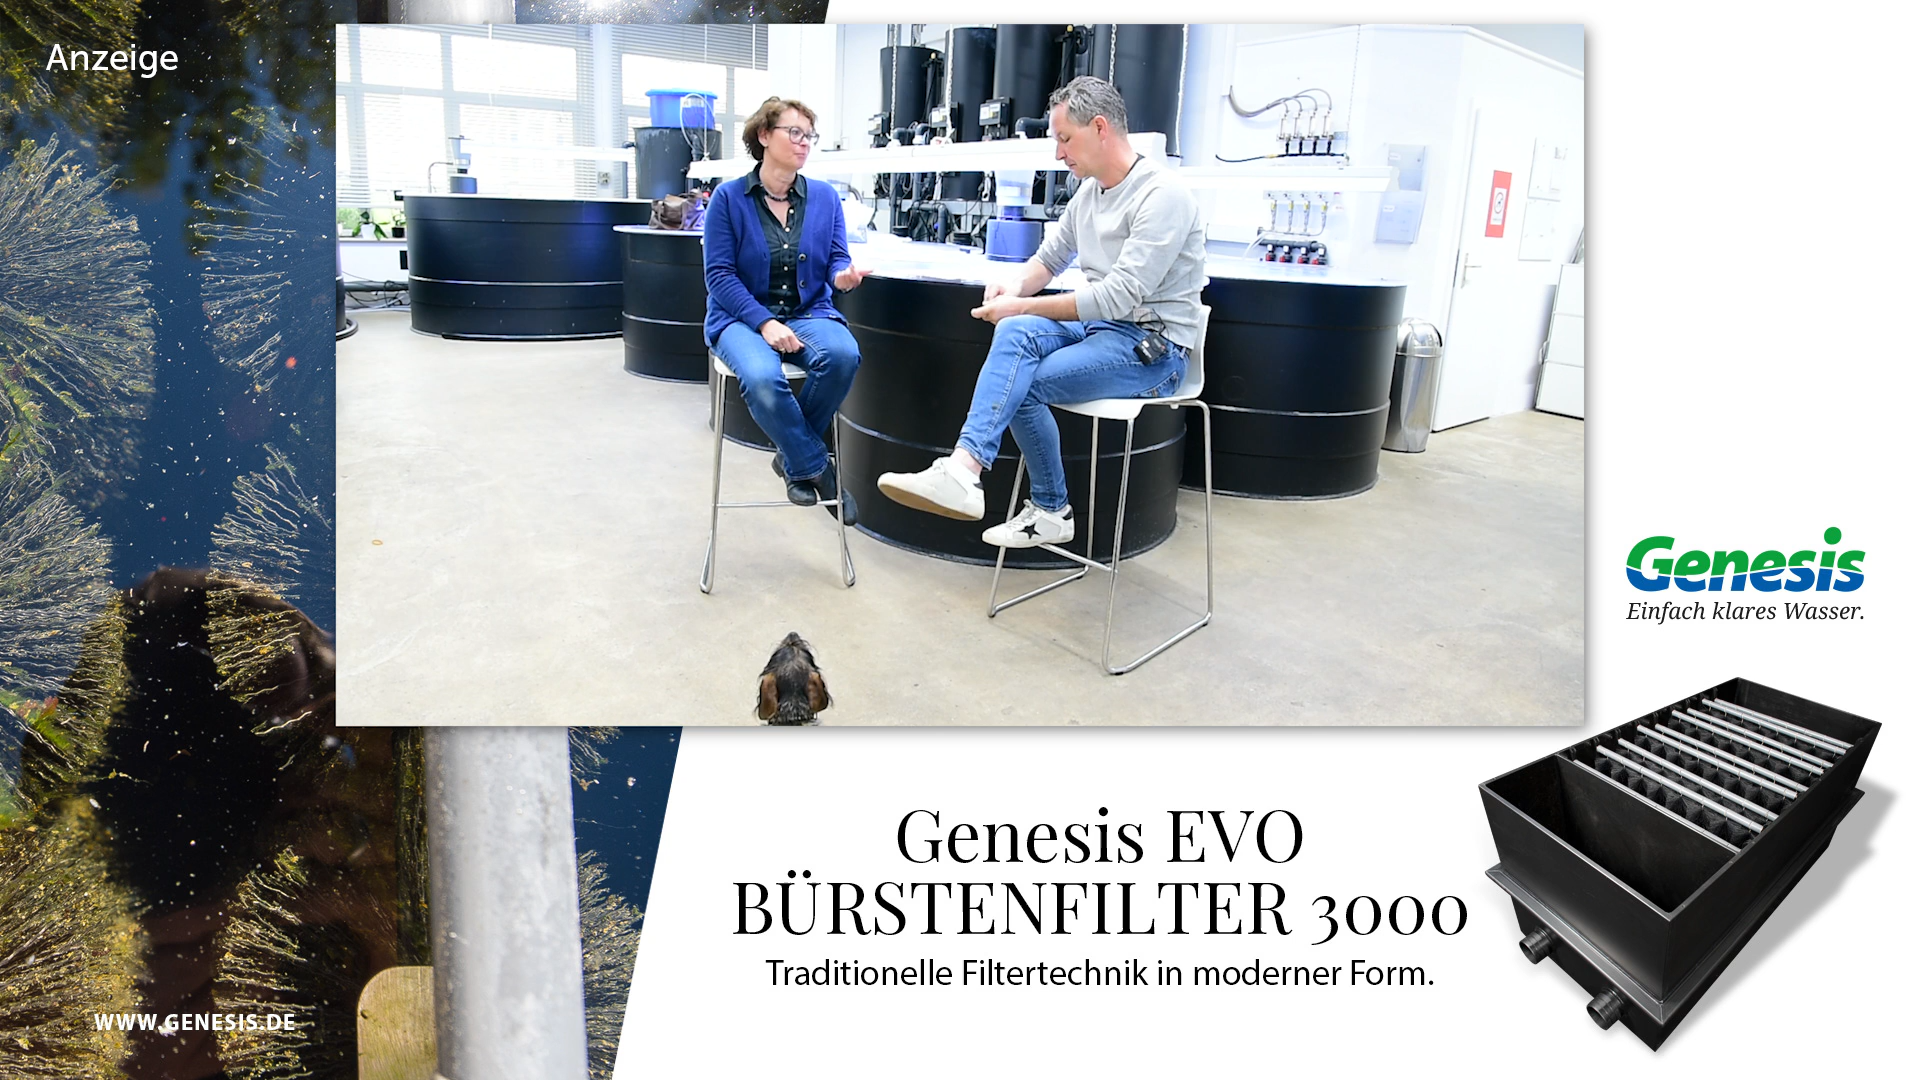 Anzeige
Genesis
Einfach klares Wasser.
Genesis EVO
BÜRSTENFILTER 3000
Traditionelle Filtertechnik in moderner Form.
WWW.GENESIS.DE